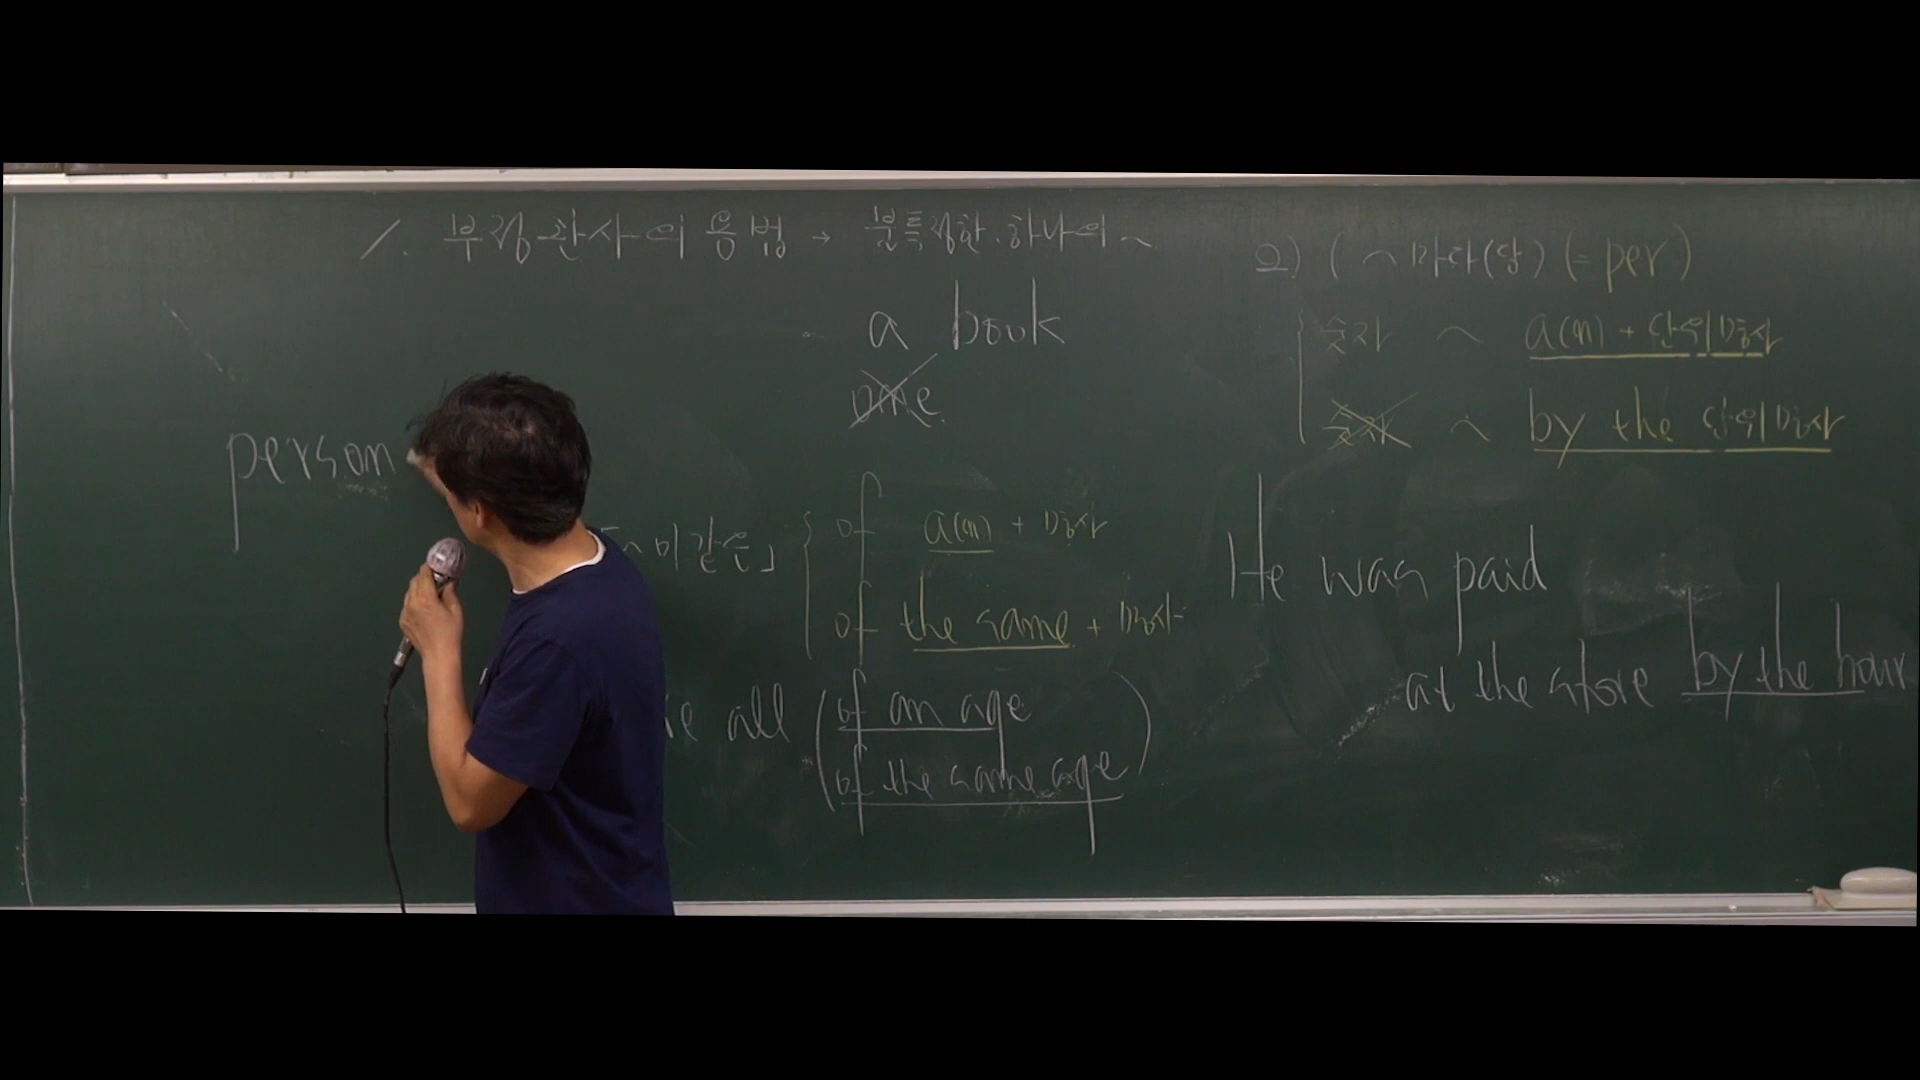 1. 부정관사의 용법 → 불특정한. 하나의 ~
a book
one
person
「~이 같은」
of a(n) + 명사
of the same + 명사
all
of an age
of the same age
2) ( ~마다(당) (= per)
숫자 ~ a(n) + 단위명사
숫자 ~ by the 단위명사
He was paid
at the store by the hour